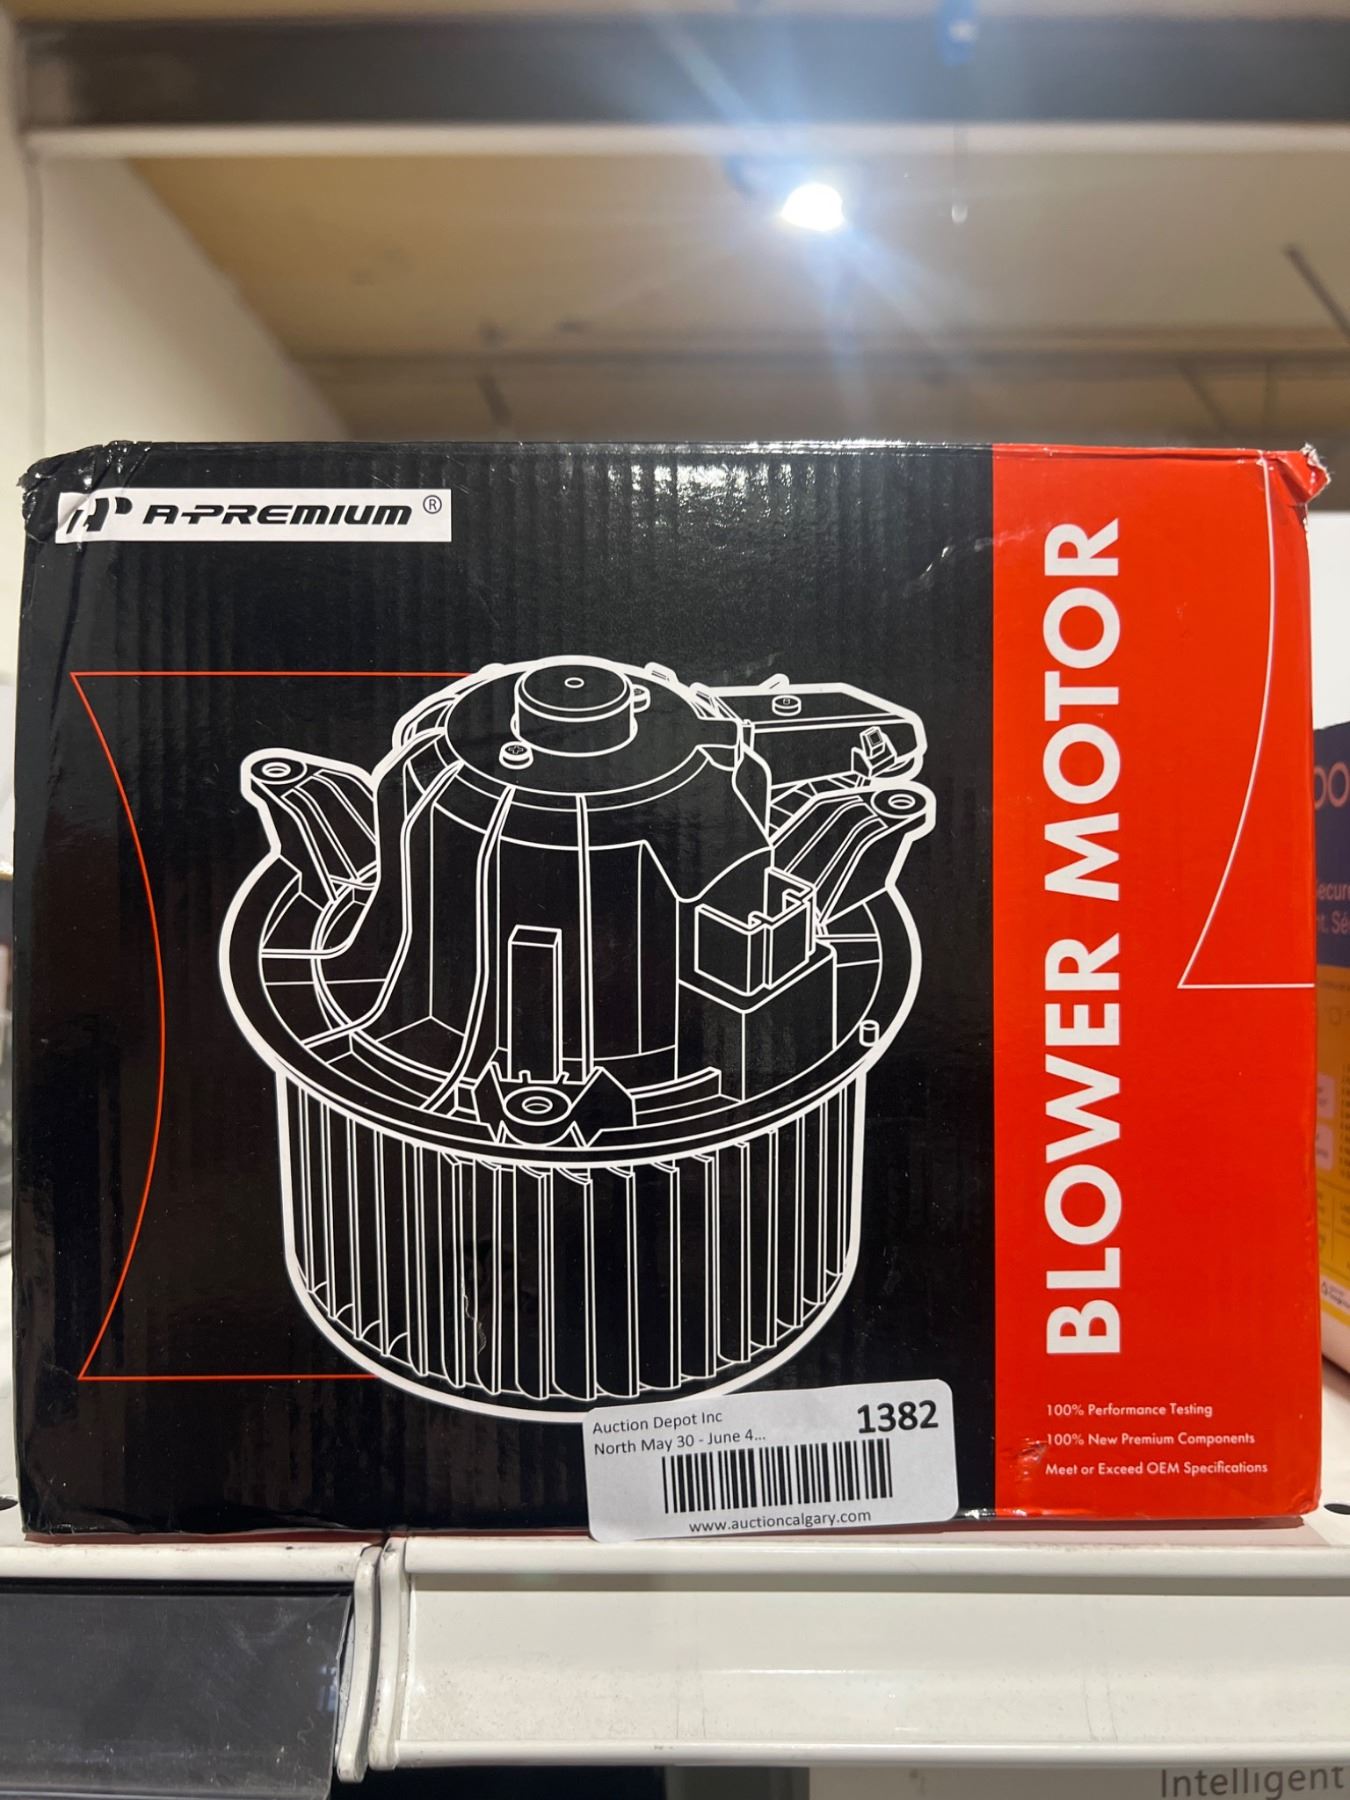 A-PREMIUM ®
BLOWER MOTOR
100% Performance Testing
100% New Premium Components
Meet or Exceed OEM Specifications
Auction Depot Inc
1382
North May 30 - June 4...
www.auctioncalgary.com
Intelligent